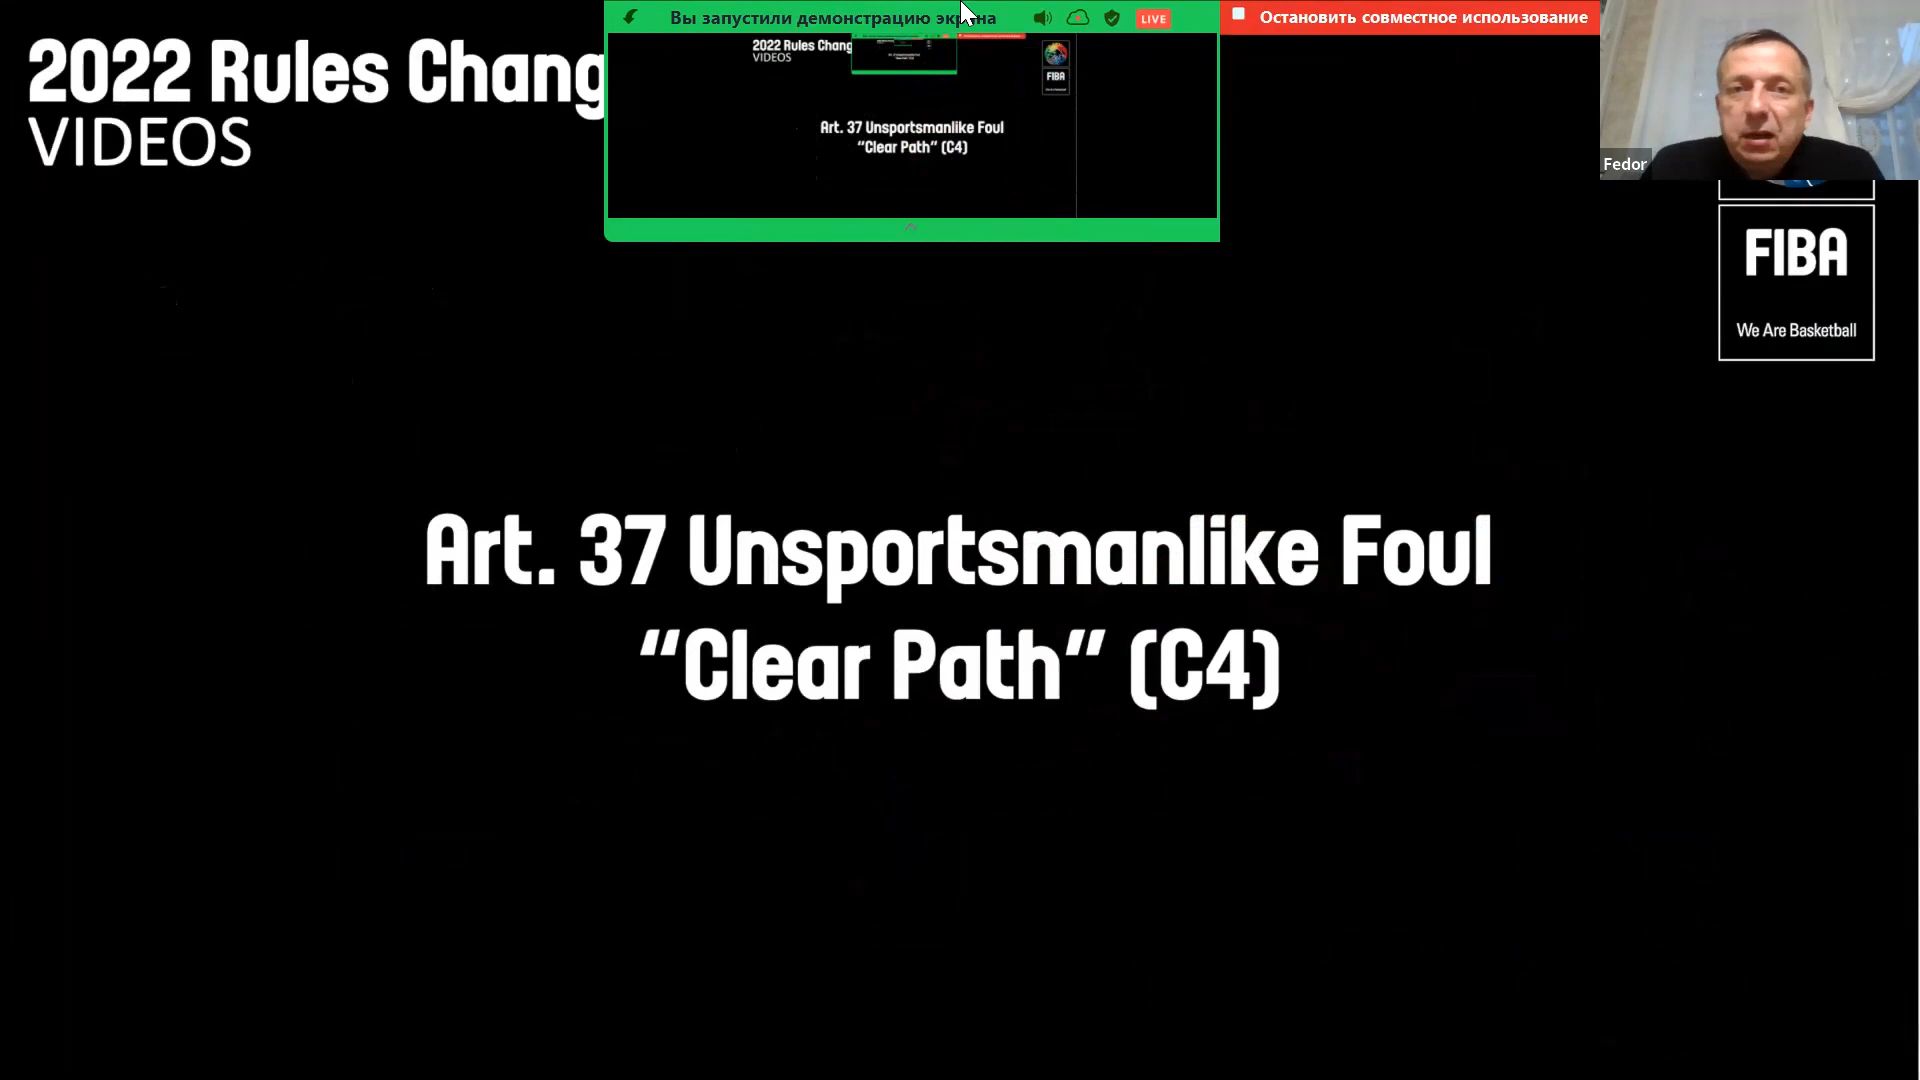 2022 Rules Chang
VIDEOS
Вы запустили демонстрацию экрана
LIVE
Остановить совместное использование
2022 Rules Chang
VIDEOS
FIBA
Art. 37 Unsportsmanlike Foul
“Clear Path” (C4)
Fedor
FIBA
We Are Basketball
Art. 37 Unsportsmanlike Foul
“Clear Path” (C4)